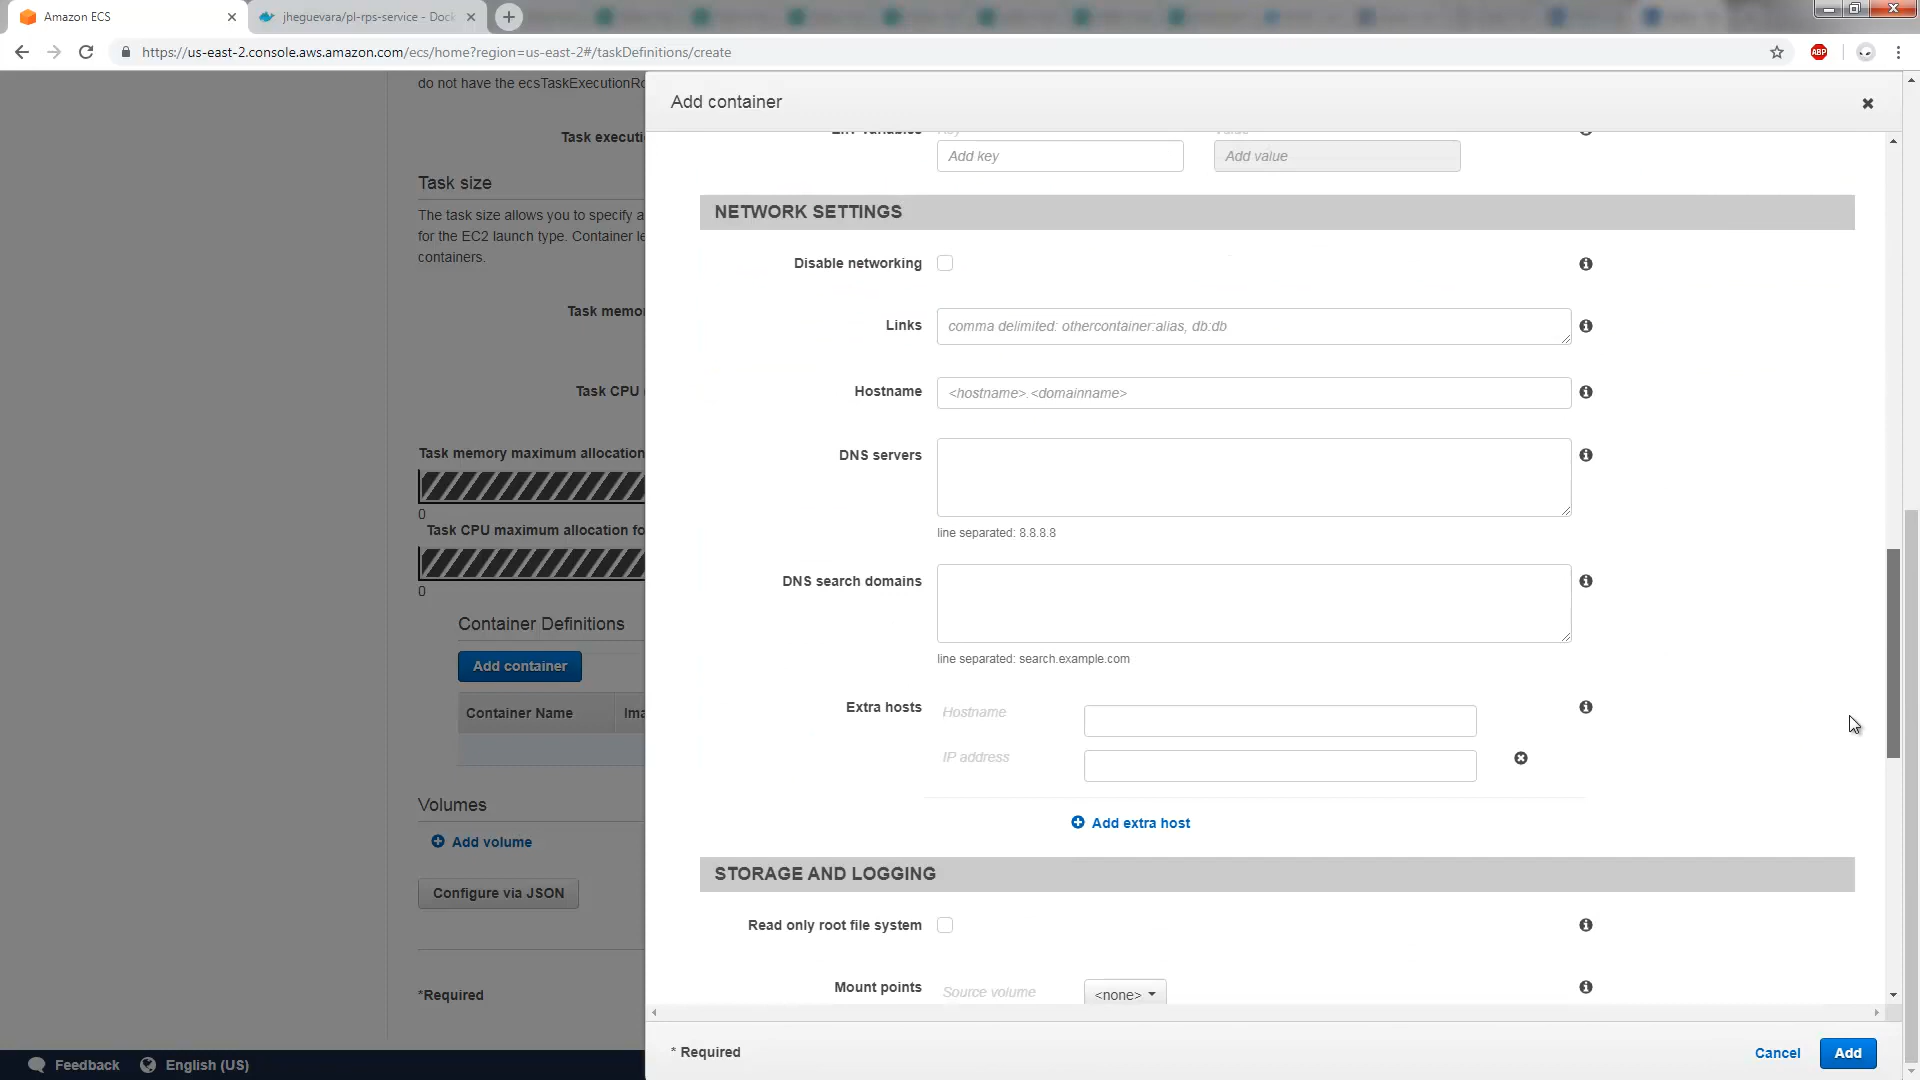 Amazon ECS
jheguevara/pl-rps-service - Dock
https://us-east-2.console.aws.amazon.com/ecs/home?region=us-east-2#/taskDefinitions/create
ABP
do not have the ecsTaskExecutionRo
Task executi
Task size
The task size allows you to specify a
for the EC2 launch type. Container le
containers.
Task memor
Task CPU
Task memory maximum allocation
0
Task CPU maximum allocation fo
0
Container Definitions
Add container
Container Name
Ima
Volumes
Add volume
Configure via JSON
*Required
Feedback
English (US)
Add container
Env Variables
Key
Value
Add key
Add value
NETWORK SETTINGS
Disable networking
Links
comma delimited: othercontainer:alias, db:db
Hostname
<hostname>.<domainname>
DNS servers
line separated: 8.8.8.8
DNS search domains
line separated: search.example.com
Extra hosts
Hostname
IP address
Add extra host
STORAGE AND LOGGING
Read only root file system
Mount points
Source volume
<none>
* Required
Cancel
Add